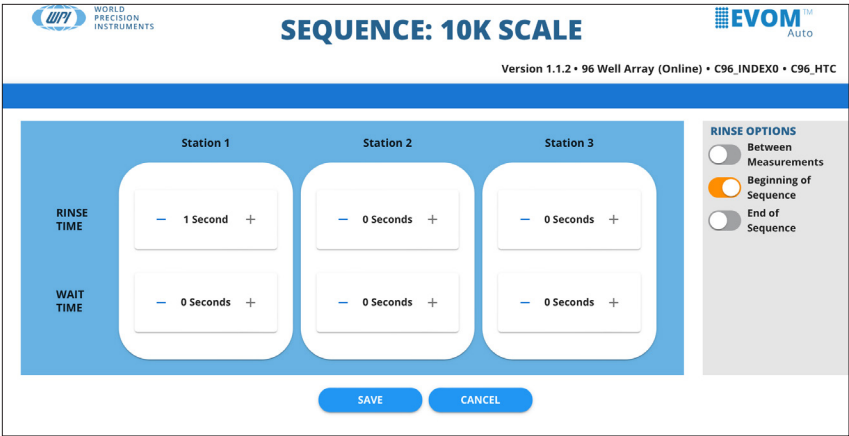 WPI
WORLD
PRECISION
INSTRUMENTS
SEQUENCE: 10K SCALE
EVOM™
Auto
Version 1.1.2 • 96 Well Array (Online) • C96_INDEX0 • C96_HTC
Station 1 Station 2 Station 3
RINSE
TIME
− 1 Second + − 0 Seconds + − 0 Seconds +
WAIT
TIME
− 0 Seconds + − 0 Seconds + − 0 Seconds +
RINSE OPTIONS
Between
Measurements
Beginning of
Sequence
End of
Sequence
SAVE CANCEL